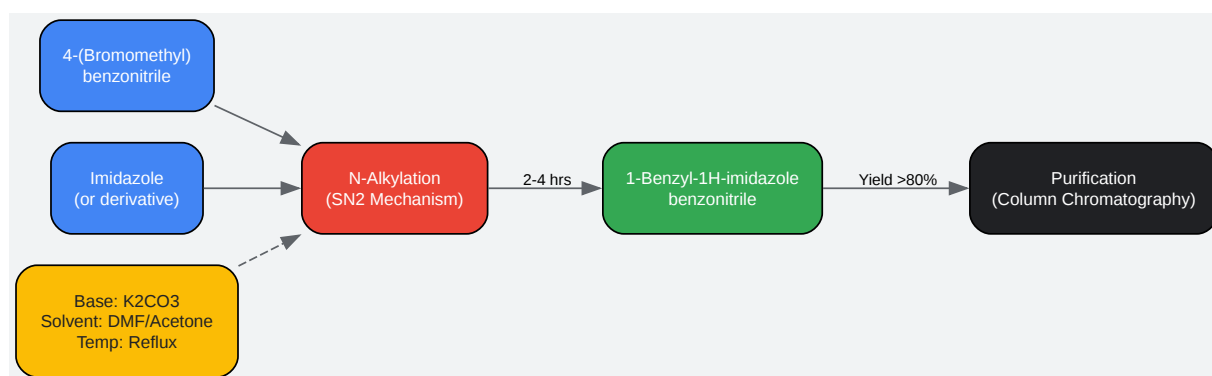 4-(Bromomethyl)
benzonitrile
Imidazole
(or derivative)
Base: K2CO3
Solvent: DMF/Acetone
Temp: Reflux
N-Alkylation
(SN2 Mechanism)
2-4 hrs
1-Benzyl-1H-imidazole
benzonitrile
Yield >80%
Purification
(Column Chromatography)